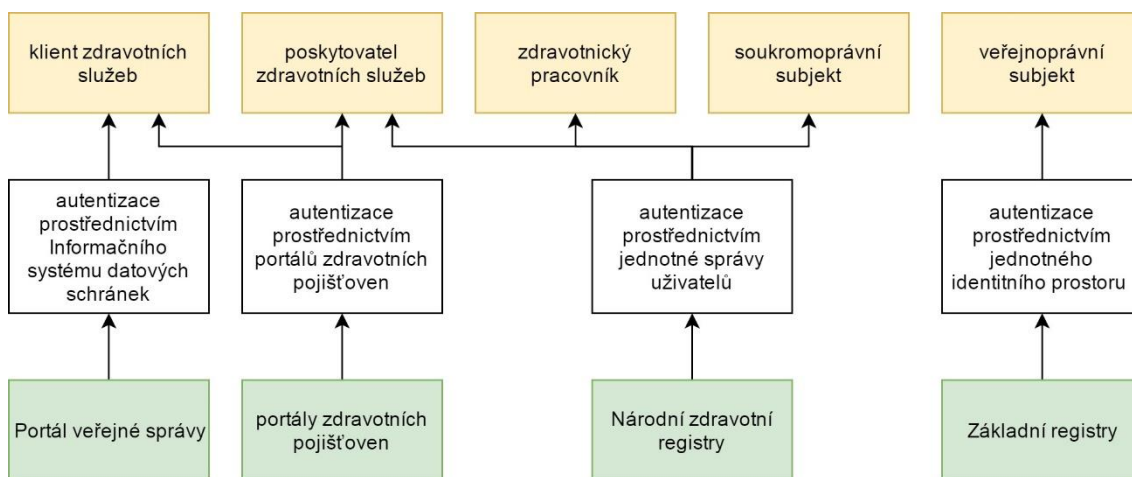 klient zdravotních
služeb
poskytovatel
zdravotních služeb
zdravotnický
pracovník
soukromoprávní
subjekt
veřejnoprávní
subjekt
autentizace
prostřednictvím
Informačního
systému datových
schránek
autentizace
prostřednictvím
portálů zdravotních
pojišťoven
autentizace
prostřednictvím
jednotné správy
uživatelů
autentizace
prostřednictvím
jednotného
identitního prostoru
Portál veřejné správy
portály zdravotních
pojišťoven
Národní zdravotní
registry
Základní registry